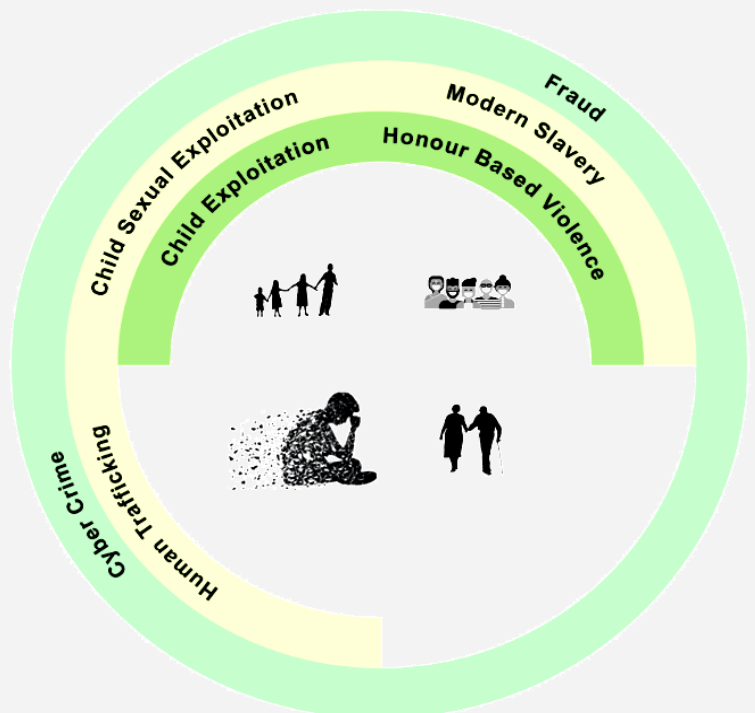 Fraud
Modern Slavery
Child Sexual Exploitation
Honour Based Violence
Child Exploitation
Human Trafficking
Cyber Crime